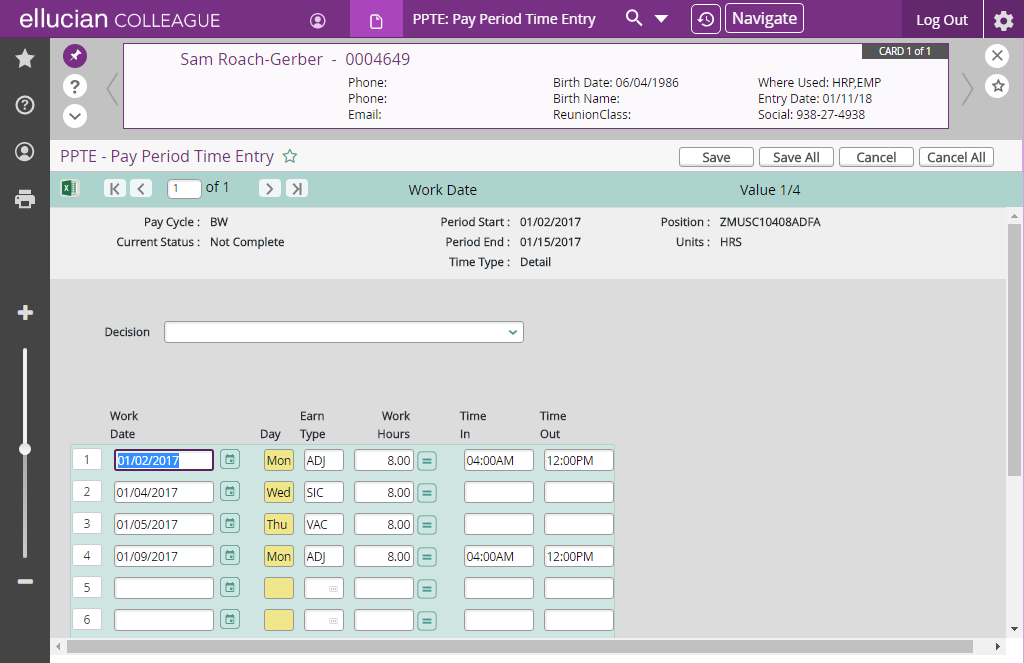 ellucian COLLEAGUE
PPTE: Pay Period Time Entry
Navigate
Log Out
CARD 1 of 1
Sam Roach-Gerber - 0004649
Phone: Birth Date: 06/04/1986 Where Used: HRP,EMP
Phone: Birth Name: Entry Date: 01/11/18
Email: ReunionClass: Social: 938-27-4938
PPTE - Pay Period Time Entry
Save Save All Cancel Cancel All
1 of 1 Work Date Value 1/4
Pay Cycle : BW Period Start : 01/02/2017 Position : ZMUSC10408ADFA
Current Status : Not Complete Period End : 01/15/2017 Units : HRS
Time Type : Detail
Decision
Work Earn Work Time Time
Date Day Type Hours In Out
1 01/02/2017 Mon ADJ 8.00 = 04:00AM 12:00PM
2 01/04/2017 Wed SIC 8.00 =
3 01/05/2017 Thu VAC 8.00 =
4 01/09/2017 Mon ADJ 8.00 = 04:00AM 12:00PM
5 =
6 =